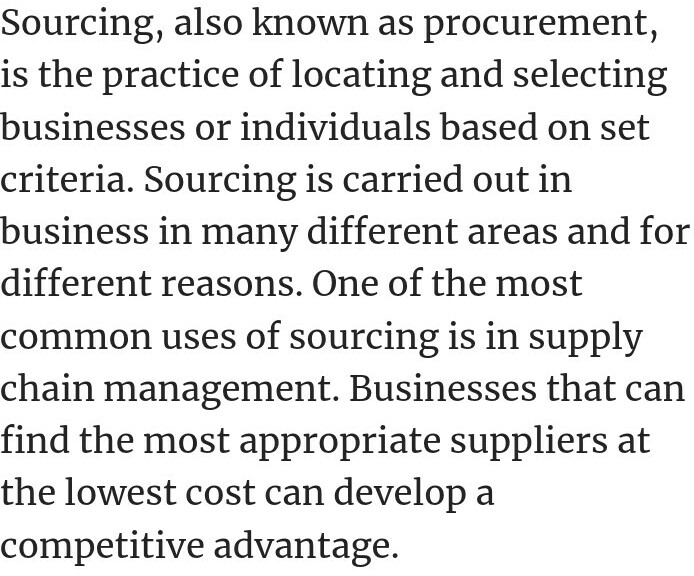 Sourcing, also known as procurement,
is the practice of locating and selecting
businesses or individuals based on set
criteria. Sourcing is carried out in
business in many different areas and for
different reasons. One of the most
common uses of sourcing is in supply
chain management. Businesses that can
find the most appropriate suppliers at
the lowest cost can develop a
competitive advantage.